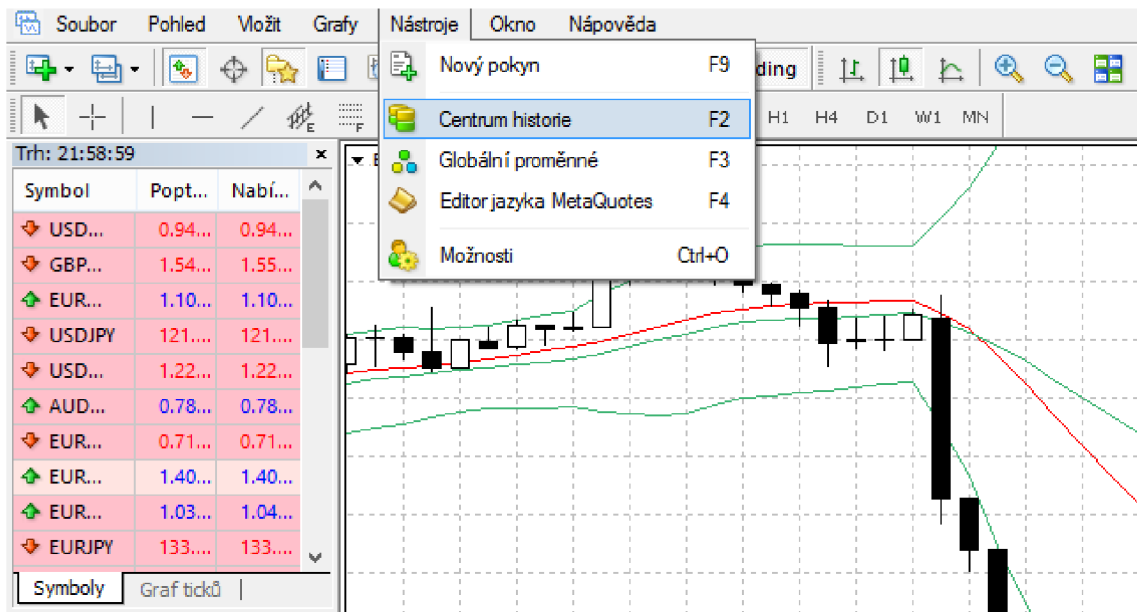 Soubor Pohled Vložit Grafy Nástroje Okno Nápověda
Nový pokyn F9
ding
Centrum historie F2
H1 H4 D1 W1 MN
E F
Globální proměnné F3
Editor jazyka MetaQuotes F4
Možnosti Ctrl+O
Trh: 21:58:59
Symbol Popt... Nabí...
USD... 0.94... 0.94...
GBP... 1.54... 1.55...
EUR... 1.10... 1.10...
USDJPY 121.... 121....
USD... 1.22... 1.22...
AUD... 0.78... 0.78...
EUR... 0.71... 0.71...
EUR... 1.40... 1.40...
EUR... 1.03... 1.04...
EURJPY 133.... 133....
Symboly Graf ticků